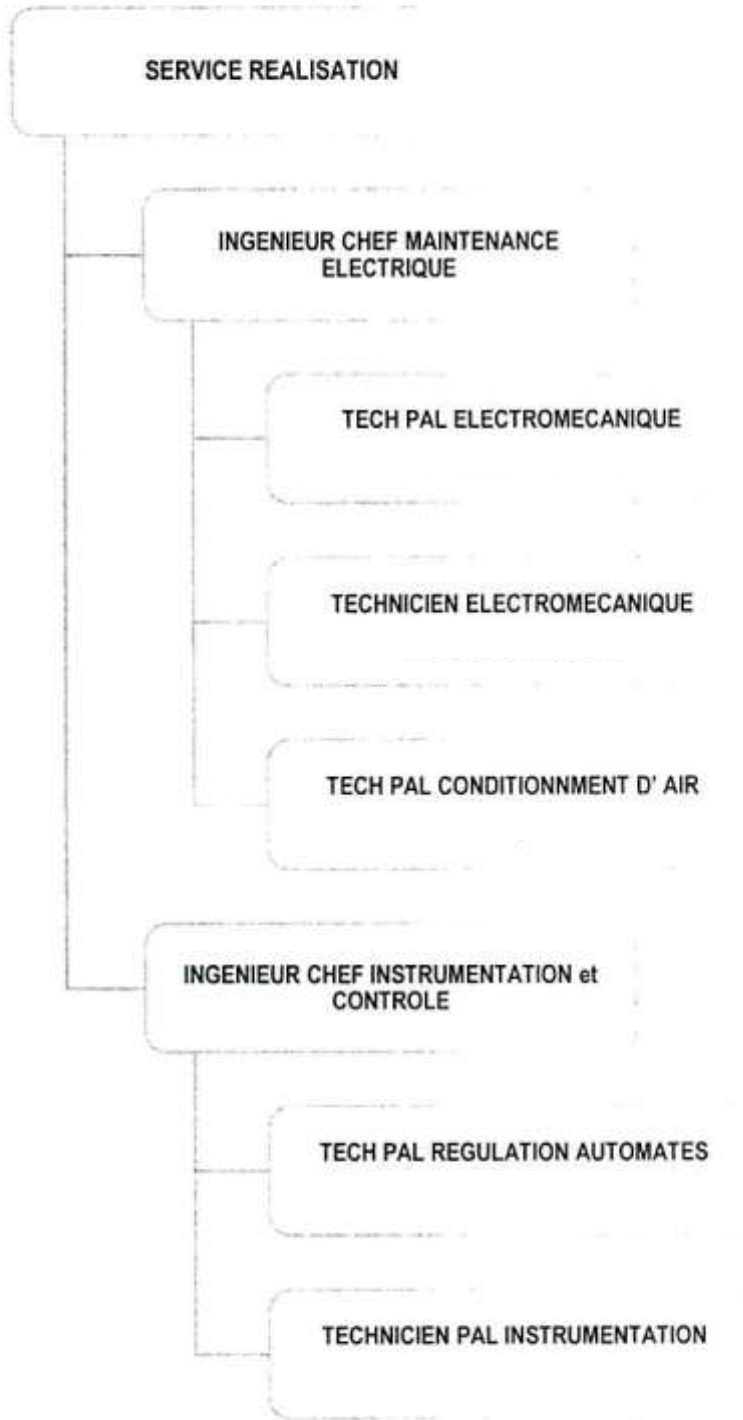 SERVICE REALISATION
INGENIEUR CHEF MAINTENANCE
ELECTRIQUE
TECH PAL ELECTROMECANIQUE
TECHNICIEN ELECTROMECANIQUE
TECH PAL CONDITIONNMENT D' AIR
INGENIEUR CHEF INSTRUMENTATION et
CONTROLE
TECH PAL REGULATION AUTOMATES
TECHNICIEN PAL INSTRUMENTATION